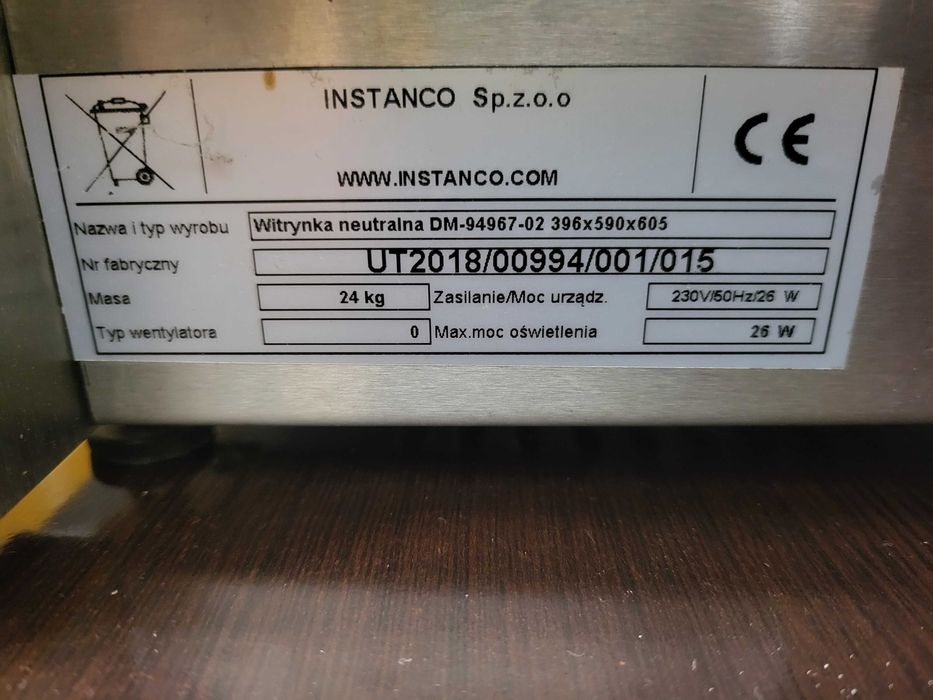 INSTANCO Sp.z.o.o
WWW.INSTANCO.COM
CE
Nazwa i typ wyrobu Witrynka neutralna DM-94967-02 396x590x605
Nr fabryczny UT2018/00994/001/015
Masa 24 kg Zasilanie/Moc urządz. 230V/50Hz/26 W
Typ wentylatora 0 Max.moc oświetlenia 26 W